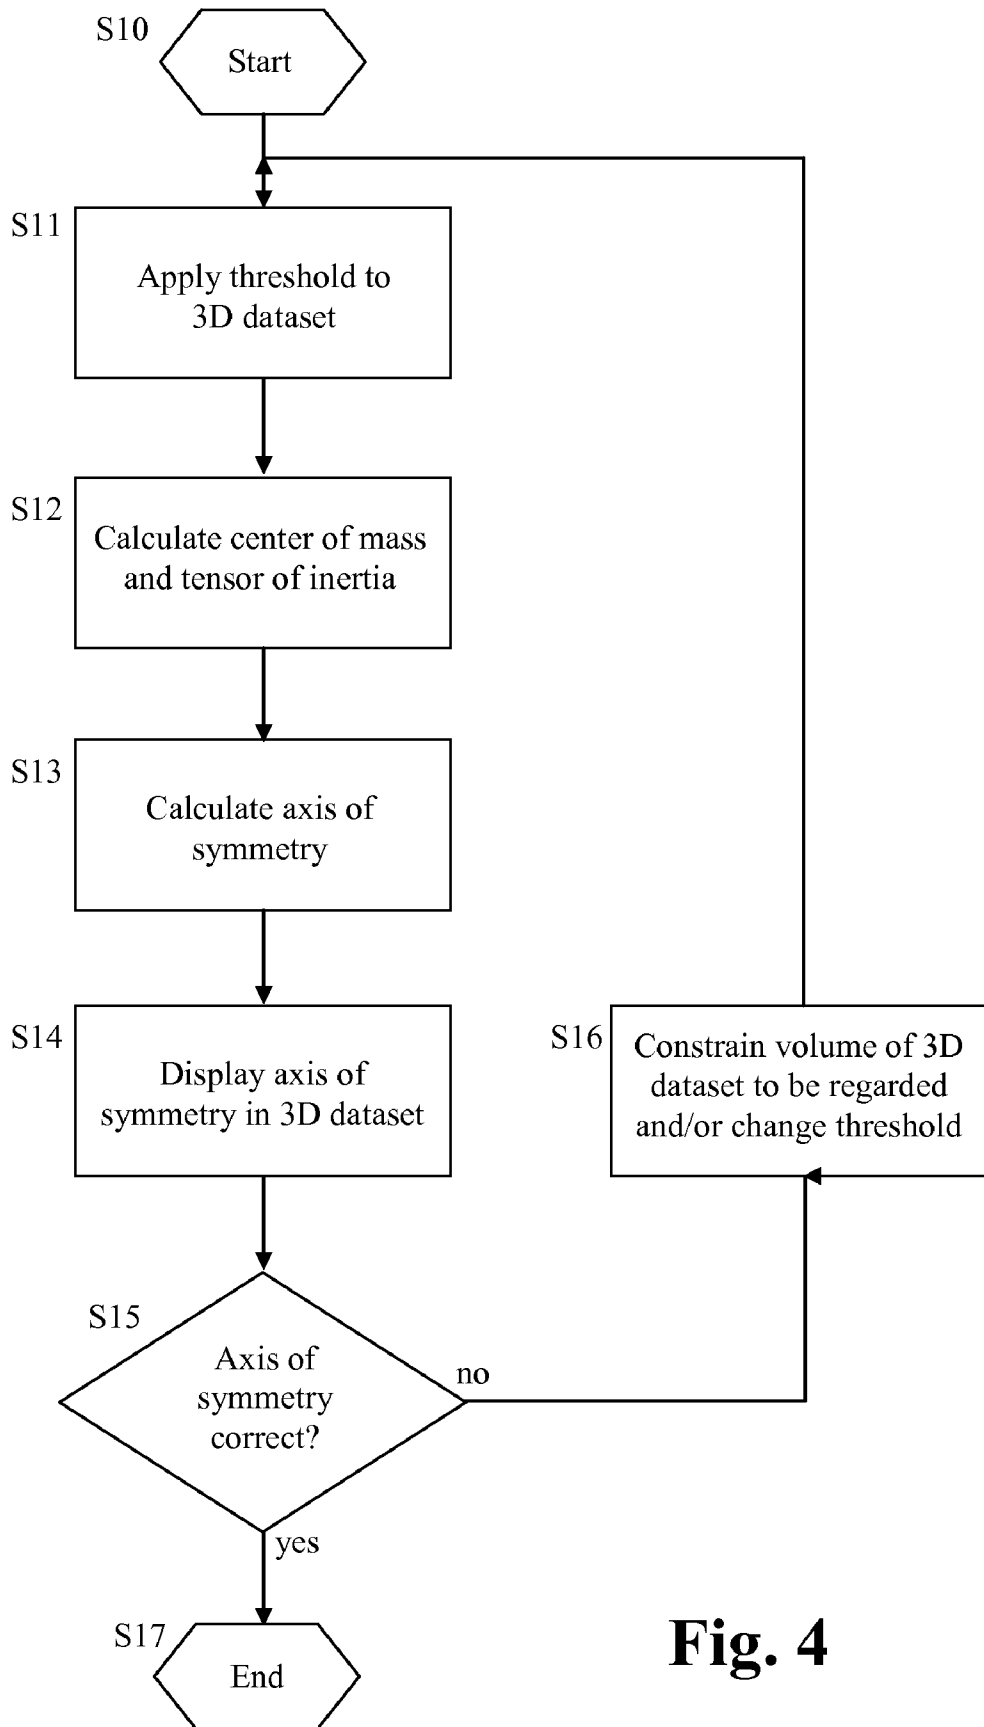 S10
Start
S11
Apply threshold to
3D dataset
S12
Calculate center of mass
and tensor of inertia
S13
Calculate axis of
symmetry
S14
Display axis of
symmetry in 3D dataset
S16
Constrain volume of 3D
dataset to be regarded
and/or change threshold
S15
Axis of
symmetry
correct?
no
yes
S17
End
Fig. 4